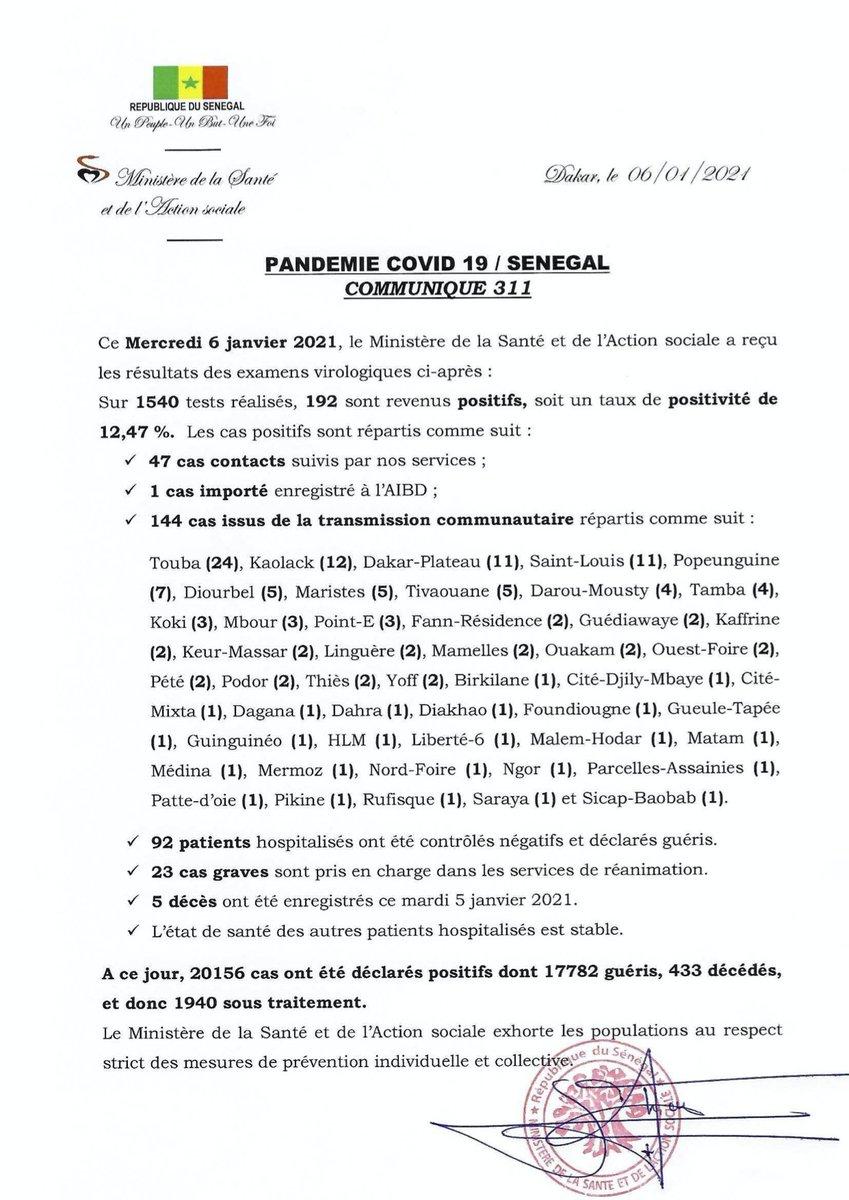 REPUBLIQUE DU SENEGAL
Un Peuple-Un But-Une Foi
Ministère de la Santé
et de l'Action sociale
Dakar, le 06/01/2021
PANDEMIE COVID 19 / SENEGAL
COMMUNIQUE 311
Ce Mercredi 6 janvier 2021, le Ministère de la Santé et de l'Action sociale a reçu
les résultats des examens virologiques ci-après :
Sur 1540 tests réalisés, 192 sont revenus positifs, soit un taux de positivité de
12,47 %. Les cas positifs sont répartis comme suit :
✓ 47 cas contacts suivis par nos services ;
✓ 1 cas importé enregistré à l'AIBD ;
✓ 144 cas issus de la transmission communautaire répartis comme suit :
Touba (24), Kaolack (12), Dakar-Plateau (11), Saint-Louis (11), Popeunguine
(7), Diourbel (5), Maristes (5), Tivaouane (5), Darou-Mousty (4), Tamba (4),
Koki (3), Mbour (3), Point-E (3), Fann-Résidence (2), Guédiawaye (2), Kaffrine
(2), Keur-Massar (2), Linguère (2), Mamelles (2), Ouakam (2), Ouest-Foire (2),
Pété (2), Podor (2), Thiès (2), Yoff (2), Birkilane (1), Cité-Djily-Mbaye (1), Cité-
Mixta (1), Dagana (1), Dahra (1), Diakhao (1), Foundiougne (1), Gueule-Tapée
(1), Guinguinéo (1), HLM (1), Liberté-6 (1), Malem-Hodar (1), Matam (1),
Médina (1), Mermoz (1), Nord-Foire (1), Ngor (1), Parcelles-Assainies (1),
Patte-d'oie (1), Pikine (1), Rufisque (1), Saraya (1) et Sicap-Baobab (1).
✓ 92 patients hospitalisés ont été contrôlés négatifs et déclarés guéris.
✓ 23 cas graves sont pris en charge dans les services de réanimation.
✓ 5 décès ont été enregistrés ce mardi 5 janvier 2021.
✓ L'état de santé des autres patients hospitalisés est stable.
A ce jour, 20156 cas ont été déclarés positifs dont 17782 guéris, 433 décédés,
et donc 1940 sous traitement.
Le Ministère de la Santé et de l'Action sociale exhorte les populations au respect
strict des mesures de prévention individuelle et collective.
République du Sénégal
MINISTERE DE LA SANTE ET DE L'ACTION SOCIALE